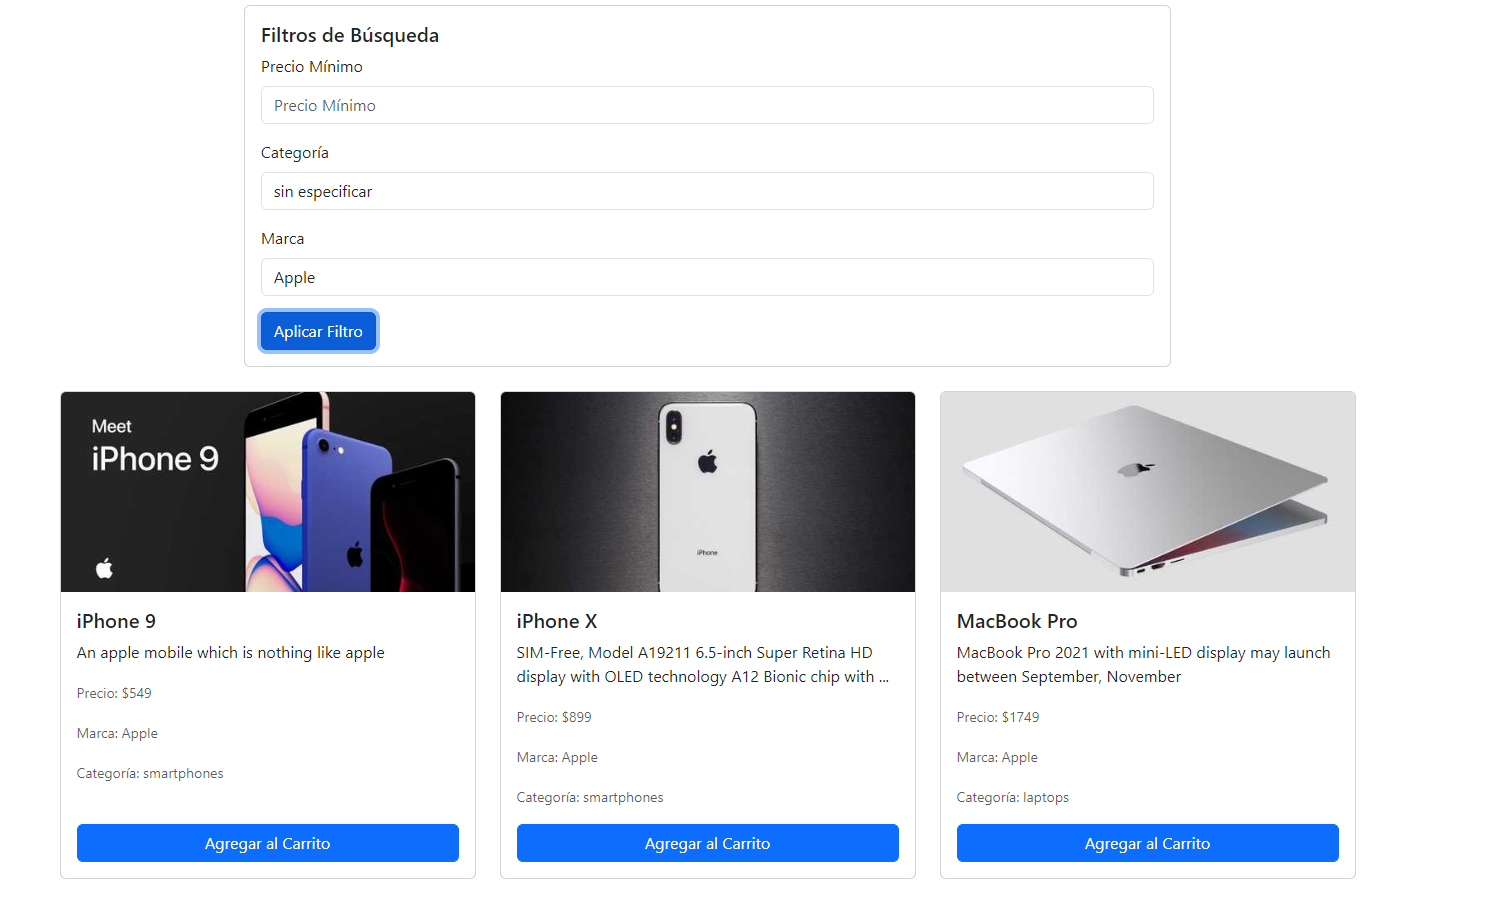 Filtros de Búsqueda
Precio Mínimo
Precio Mínimo
Categoría
sin especificar
Marca
Apple
Aplicar Filtro
Meet
iPhone 9
iPhone
iPhone 9
An apple mobile which is nothing like apple
Precio: $549
Marca: Apple
Categoría: smartphones
Agregar al Carrito
iPhone X
SIM-Free, Model A19211 6.5-inch Super Retina HD
display with OLED technology A12 Bionic chip with ...
Precio: $899
Marca: Apple
Categoría: smartphones
Agregar al Carrito
MacBook Pro
MacBook Pro 2021 with mini-LED display may launch
between September, November
Precio: $1749
Marca: Apple
Categoría: laptops
Agregar al Carrito